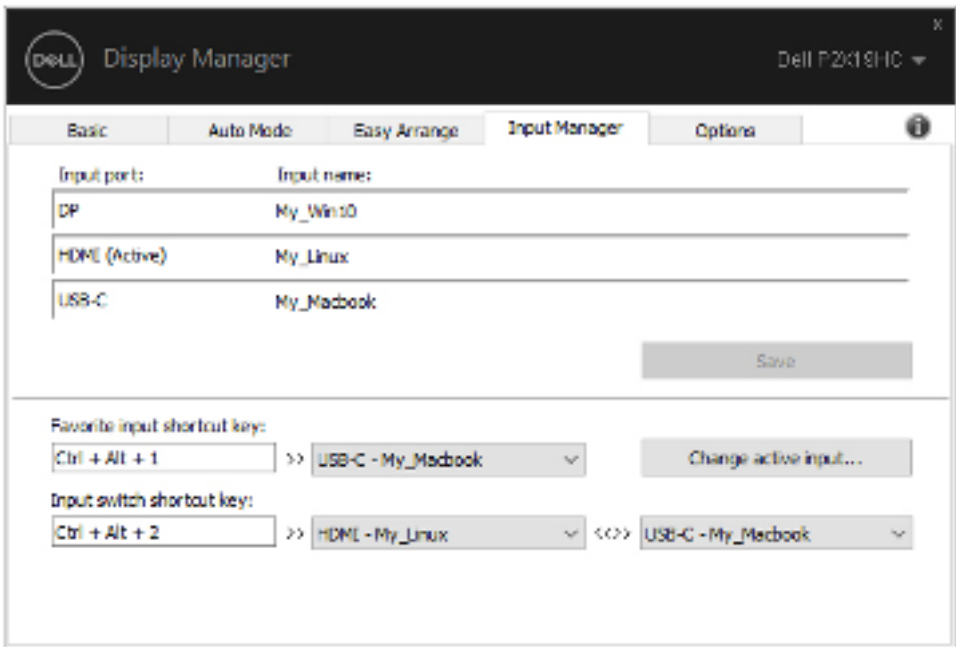 x
DELL Display Manager
Dell P2X19HC
Basic Auto Mode Easy Arrange Input Manager Options
Input port: Input name:
DP My_Win10
HDMI (Active) My_Linux
USB-C My_Macbook
Save
Favorite input shortcut key:
Ctrl + Alt + 1 >> USB-C - My_Macbook Change active input...
Input switch shortcut key:
Ctrl + Alt + 2 >> HDMI - My_Linux <<>> USB-C - My_Macbook